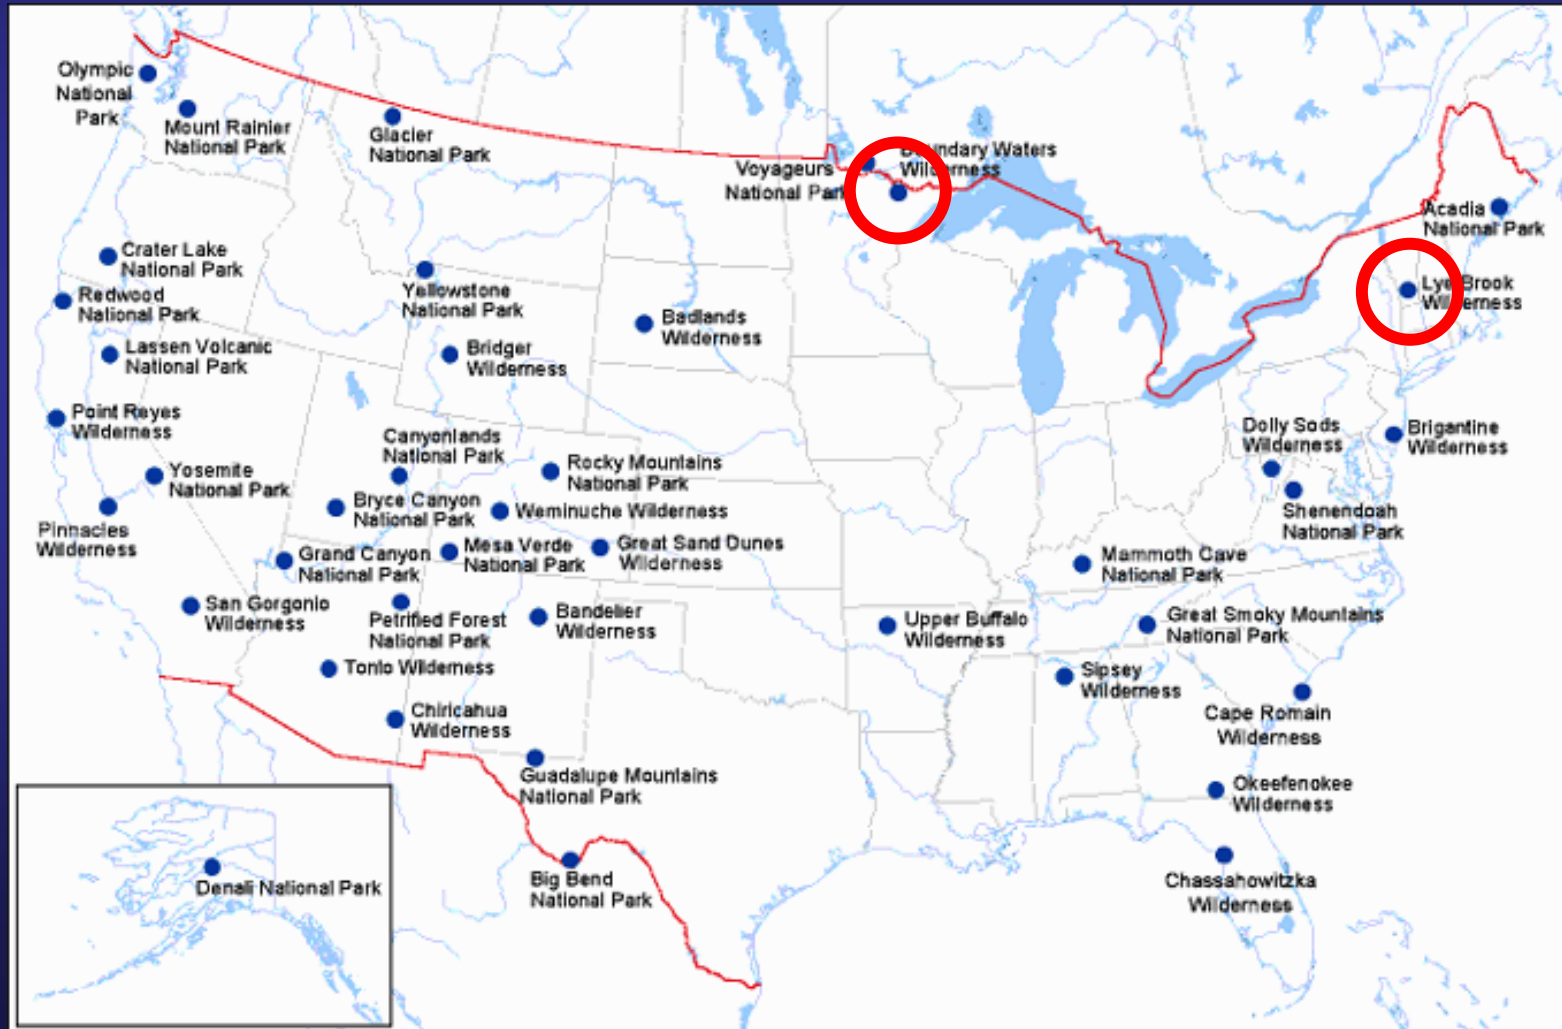 Olympic
National
Park
Mount Rainier
National Park
Glacier
National Park
Voyageurs
National Park
Boundary Waters
Wilderness
Acadia
National Park
Crater Lake
National Park
Redwood
National Park
Yellowstone
National Park
Lye Brook
Wilderness
Badlands
Wilderness
Lassen Volcanic
National Park
Bridger
Wilderness
Point Reyes
Wilderness
Canyonlands
National Park
Dolly Sods
Wilderness
Brigantine
Wilderness
Yosemite
National Park
Rocky Mountains
National Park
Bryce Canyon
National Park
Weminuche Wilderness
Shenendoah
National Park
Pinnacles
Wilderness
Grand Canyon
National Park
Mesa Verde
National Park
Great Sand Dunes
Wilderness
Mammoth Cave
National Park
San Gorgonio
Wilderness
Petrified Forest
National Park
Bandelier
Wilderness
Upper Buffalo
Wilderness
Great Smoky Mountains
National Park
Tonto Wilderness
Sipsey
Wilderness
Chiricahua
Wilderness
Cape Romain
Wilderness
Guadalupe Mountains
National Park
Okeefenokee
Wilderness
Denali National Park
Big Bend
National Park
Chassahowitzka
Wilderness